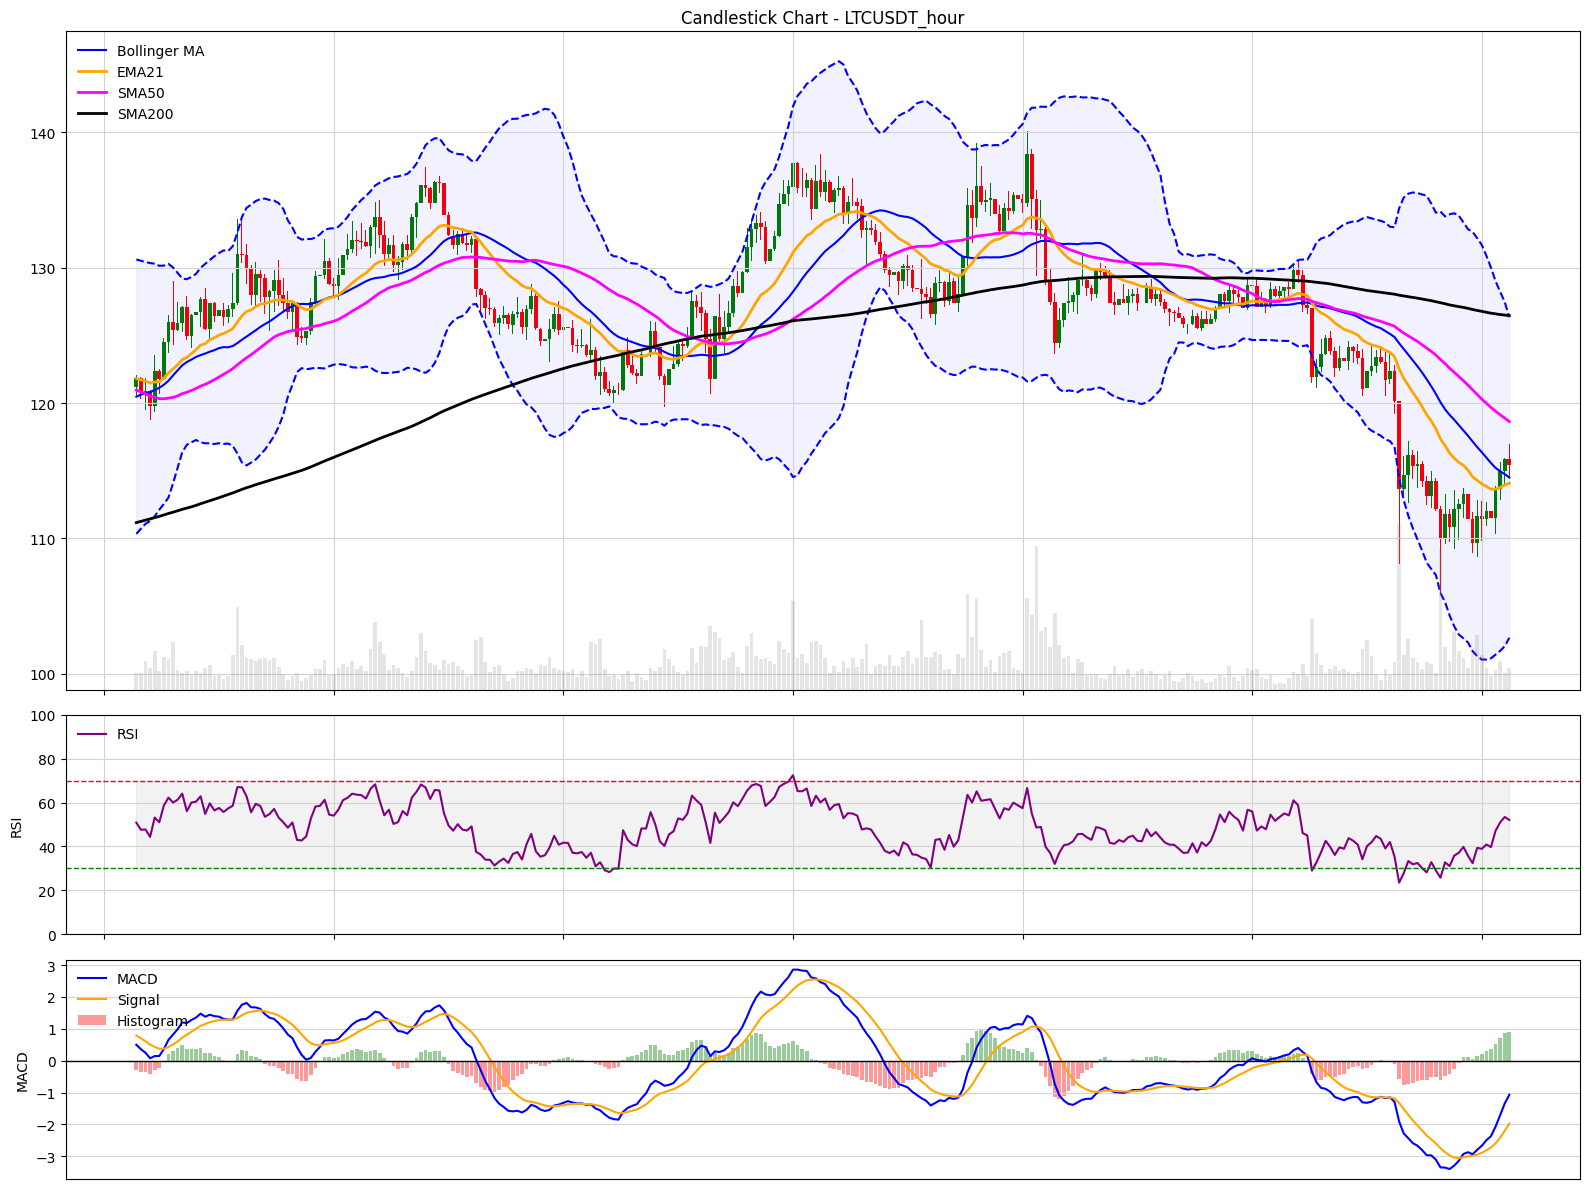 Candlestick Chart - LTCUSDT_hour
Bollinger MA
EMA21
SMA50
SMA200
140
130
120
110
100
RSI
100
80
60
40
20
0
RSI
MACD
Signal
Histogram
3
2
1
0
−1
−2
−3
MACD